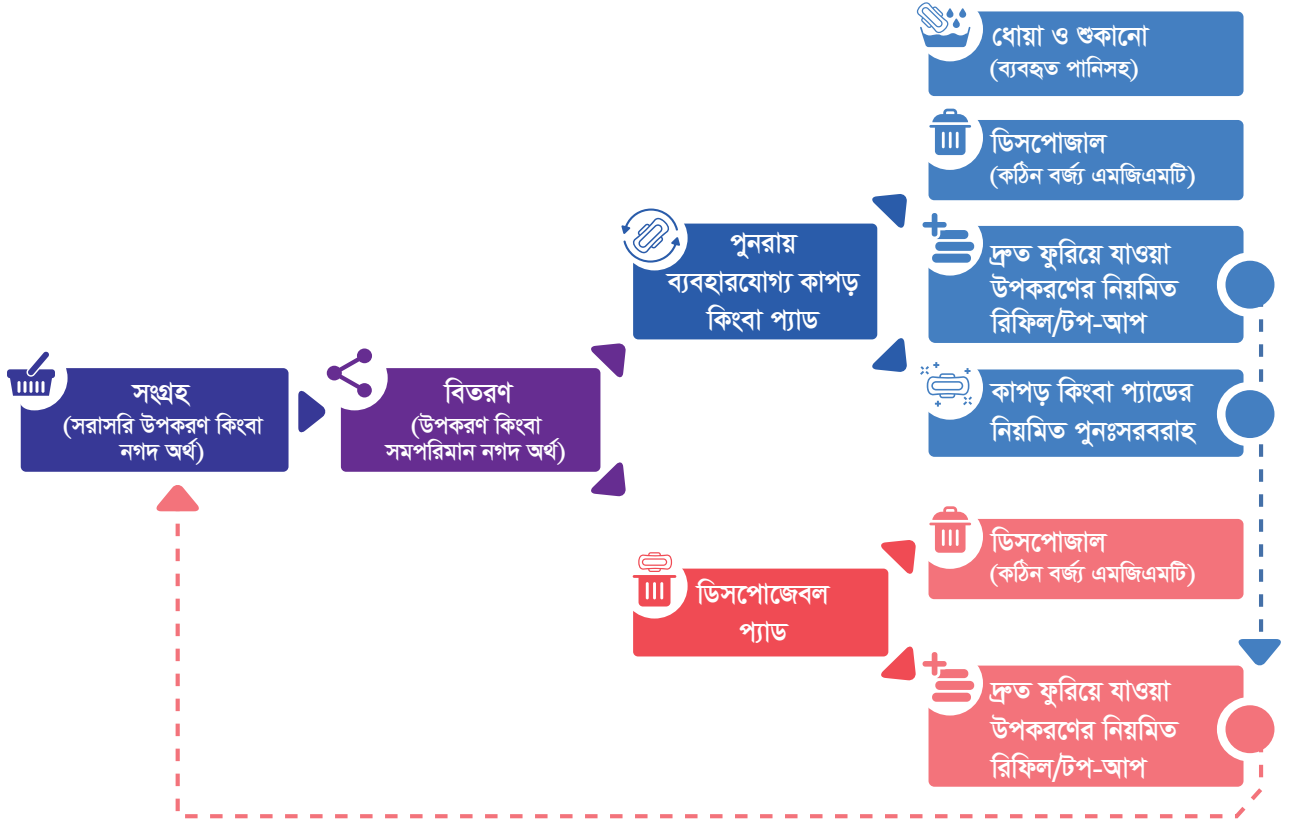 ধোয়া ও শুকানো
(ব্যবহৃত পানিসহ)
ডিসপোজাল
(কঠিন বর্জ্য এমজিএমটি)
পুনরায়
ব্যবহারযোগ্য কাপড়
কিংবা প্যাড
দ্রুত ফুরিয়ে যাওয়া
উপকরণের নিয়মিত
রিফিল/টপ-আপ
সংগ্রহ
(সরাসরি উপকরণ কিংবা
নগদ অর্থ)
বিতরণ
(উপকরণ কিংবা
সমপরিমান নগদ অর্থ)
কাপড় কিংবা প্যাডের
নিয়মিত পুনঃসরবরাহ
ডিসপোজেবল
প্যাড
ডিসপোজাল
(কঠিন বর্জ্য এমজিএমটি)
দ্রুত ফুরিয়ে যাওয়া
উপকরণের নিয়মিত
রিফিল/টপ-আপ